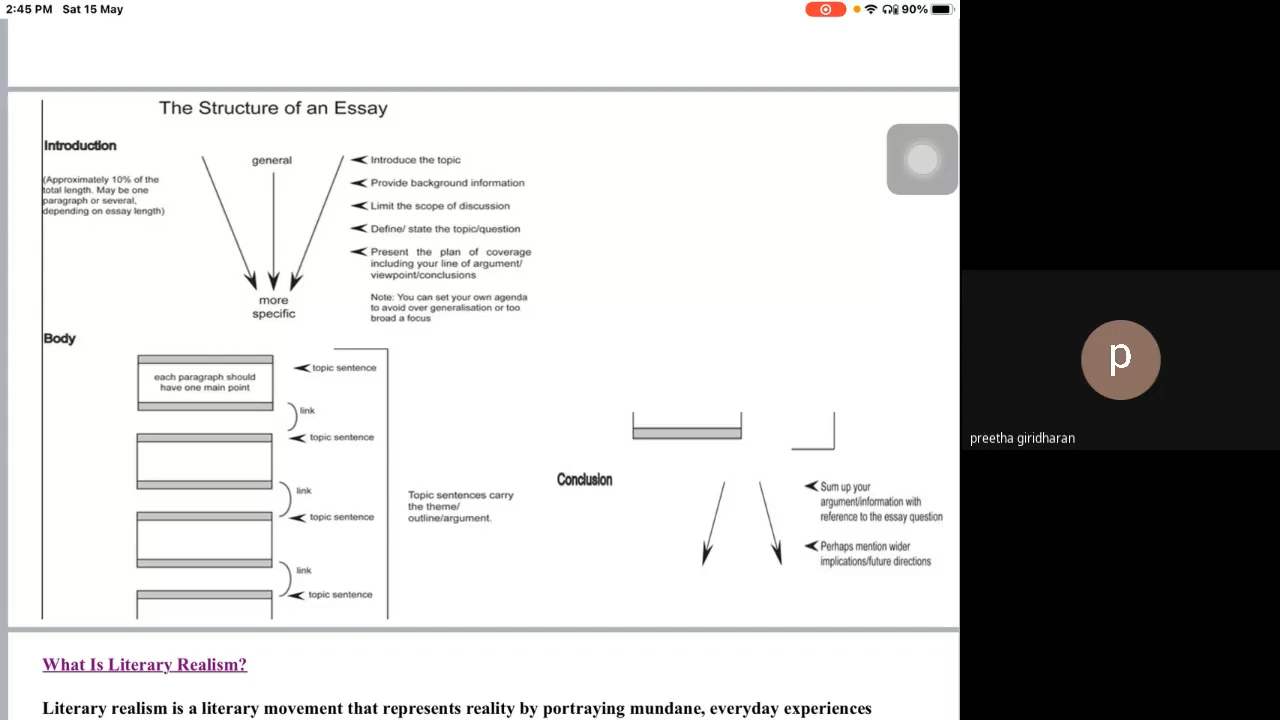 2:45 PM Sat 15 May
90%
The Structure of an Essay
Introduction
(Approximately 10% of the
total length. May be one
paragraph or several,
depending on essay length)
general
more
specific
Introduce the topic
Provide background information
Limit the scope of discussion
Define/ state the topic/question
Present the plan of coverage
including your line of argument/
viewpoint/conclusions
Note: You can set your own agenda
to avoid over generalisation or too
broad a focus
Body
each paragraph should
have one main point
topic sentence
link
topic sentence
link
topic sentence
link
topic sentence
Topic sentences carry
the theme/
outline/argument.
Conclusion
Sum up your
argument/information with
reference to the essay question
Perhaps mention wider
implications/future directions
What Is Literary Realism?
Literary realism is a literary movement that represents reality by portraying mundane, everyday experiences
p
preetha giridharan